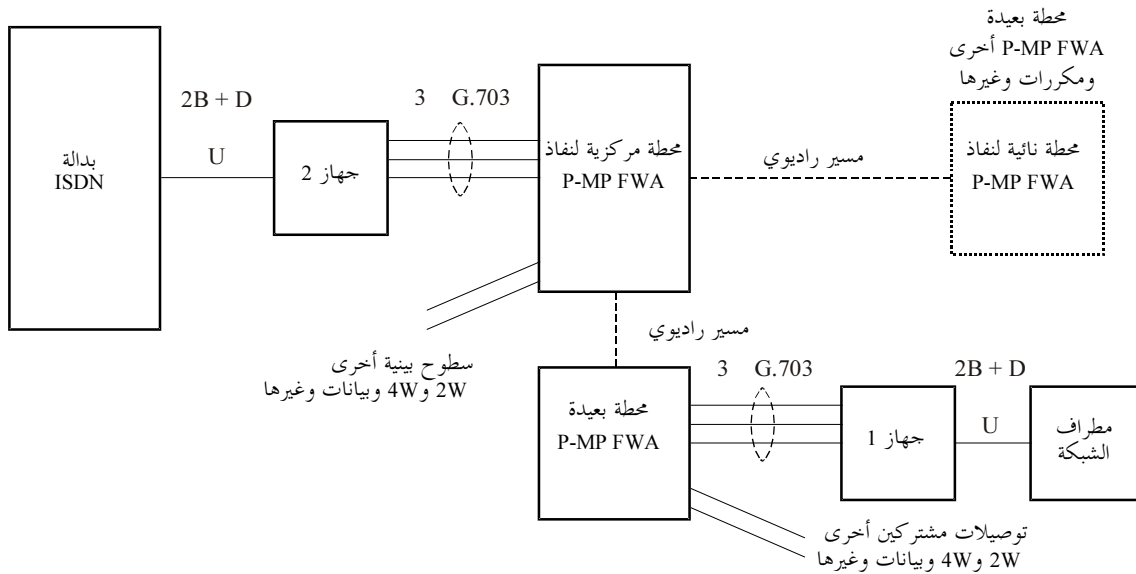 محطة بعيدة
P-MP FWA أخرى
ومكررات وغيرها
محطة نائية لنفاذ
P-MP FWA
مسير راديوي
محطة مركزية لنفاذ
P-MP FWA
3 G.703
جهاز 2
2B + D
U
بدالة
ISDN
مسير راديوي
سطوح بينية أخرى
2W و4W وبيانات وغيرها
محطة بعيدة
P-MP FWA
3 G.703
جهاز 1
2B + D
U
مطراف
الشبكة
توصيلات مشتركين أخرى
2W و4W وبيانات وغيرها